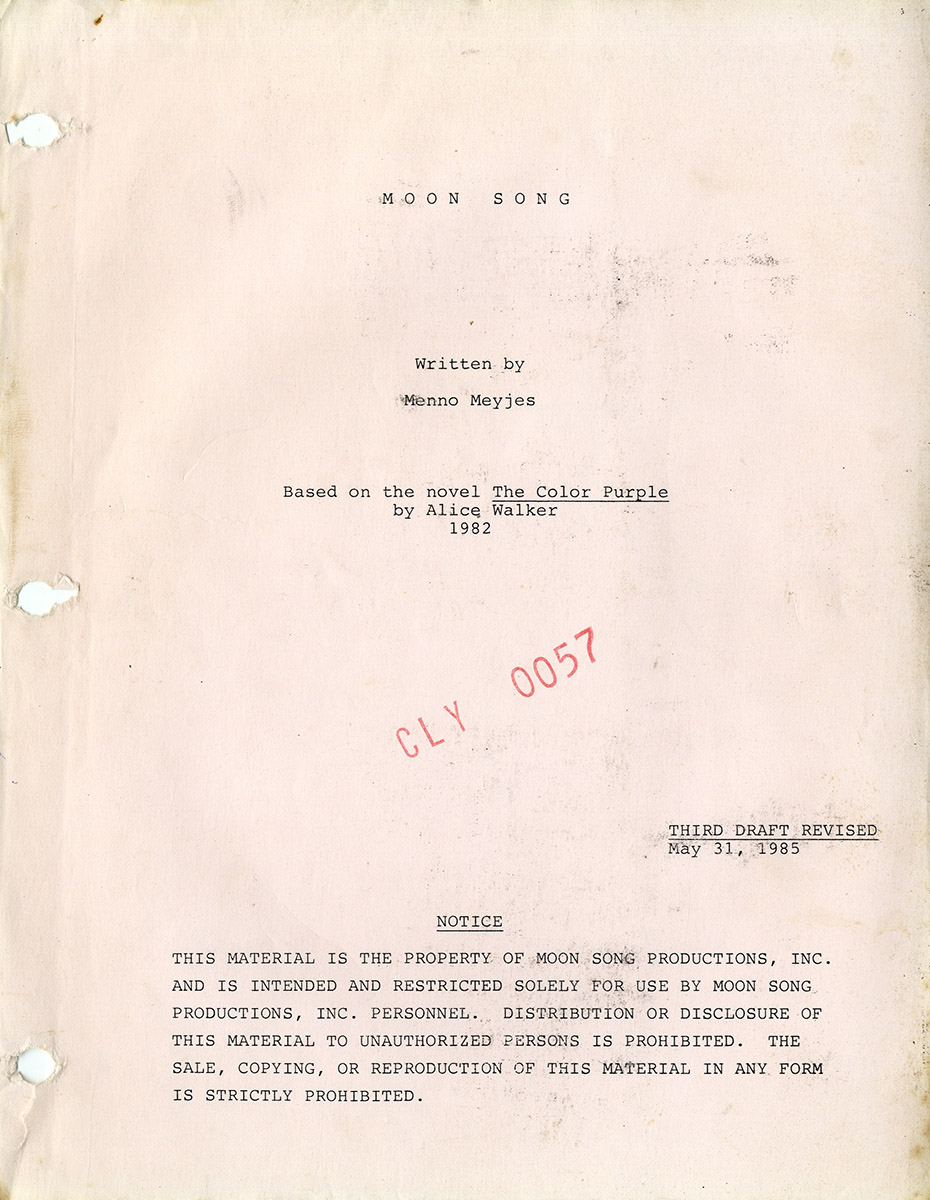 MOON SONG
Written by
Menno Meyjes
Based on the novel The Color Purple
by Alice Walker
1982
CLY 0057
THIRD DRAFT REVISED
May 31, 1985
NOTICE
THIS MATERIAL IS THE PROPERTY OF MOON SONG PRODUCTIONS, INC.
AND IS INTENDED AND RESTRICTED SOLELY FOR USE BY MOON SONG
PRODUCTIONS, INC. PERSONNEL. DISTRIBUTION OR DISCLOSURE OF
THIS MATERIAL TO UNAUTHORIZED PERSONS IS PROHIBITED. THE
SALE, COPYING, OR REPRODUCTION OF THIS MATERIAL IN ANY FORM
IS STRICTLY PROHIBITED.